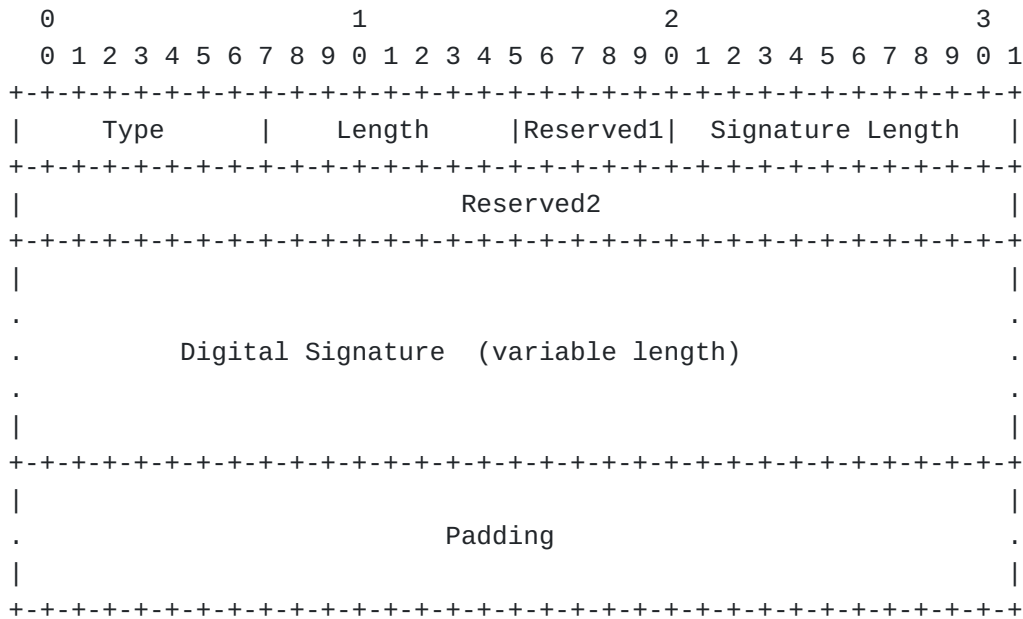 0                   1                   2                   3
0 1 2 3 4 5 6 7 8 9 0 1 2 3 4 5 6 7 8 9 0 1 2 3 4 5 6 7 8 9 0 1
+-+-+-+-+-+-+-+-+-+-+-+-+-+-+-+-+-+-+-+-+-+-+-+-+-+-+-+-+-+-+-+-+
|     Type      |    Length     |Reserved1|  Signature Length   |
+-+-+-+-+-+-+-+-+-+-+-+-+-+-+-+-+-+-+-+-+-+-+-+-+-+-+-+-+-+-+-+-+
|                            Reserved2                          |
+-+-+-+-+-+-+-+-+-+-+-+-+-+-+-+-+-+-+-+-+-+-+-+-+-+-+-+-+-+-+-+-+
|                                                               |
.                                                               .
.          Digital Signature  (variable length)                 .
.                                                               .
|                                                               |
+-+-+-+-+-+-+-+-+-+-+-+-+-+-+-+-+-+-+-+-+-+-+-+-+-+-+-+-+-+-+-+-+
|                                                               |
.                           Padding                             .
|                                                               |
+-+-+-+-+-+-+-+-+-+-+-+-+-+-+-+-+-+-+-+-+-+-+-+-+-+-+-+-+-+-+-+-+